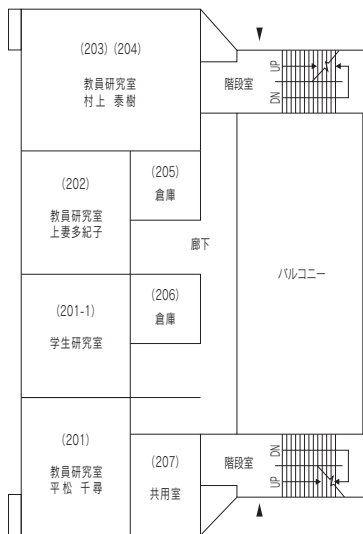 (203) (204)
教員研究室
村上 泰樹
階段室
UP
DN
(202)
教員研究室
上妻多紀子
(205)
倉庫
廊下
バルコニー
(201-1)
学生研究室
(206)
倉庫
(201)
教員研究室
平松 千尋
(207)
共用室
階段室
DN
UP